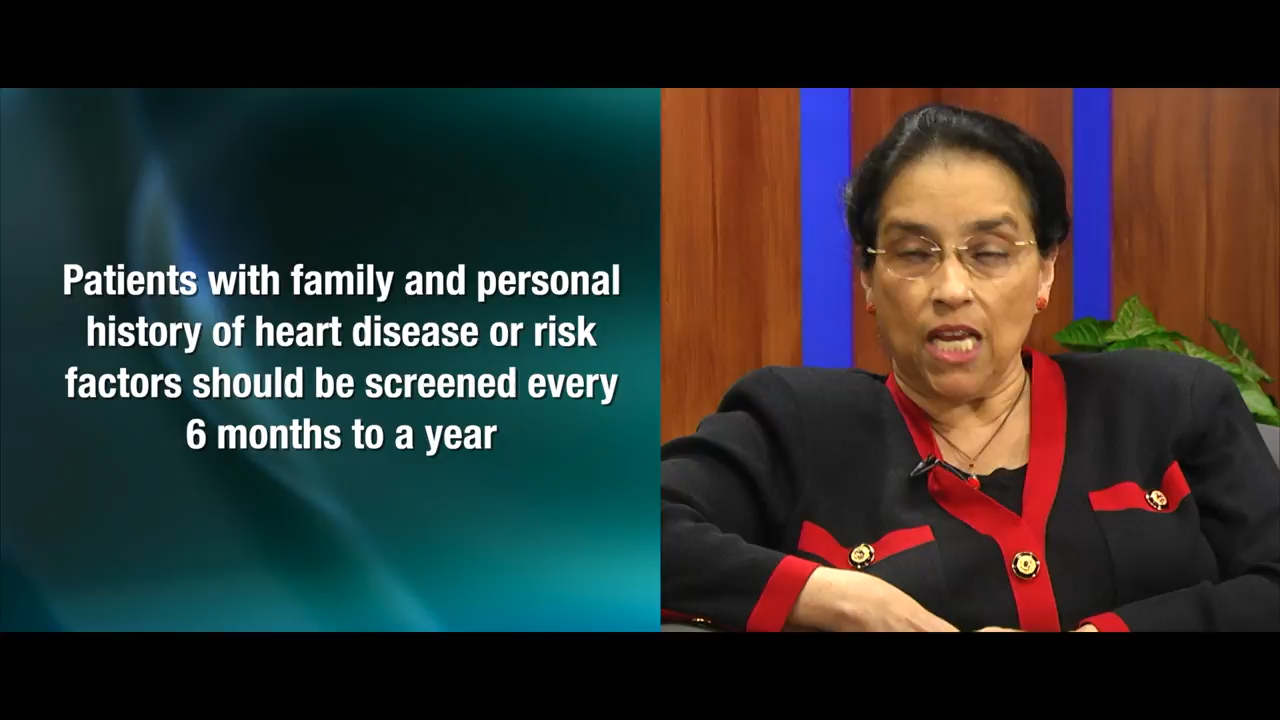 Patients with family and personal
history of heart disease or risk
factors should be screened every
6 months to a year